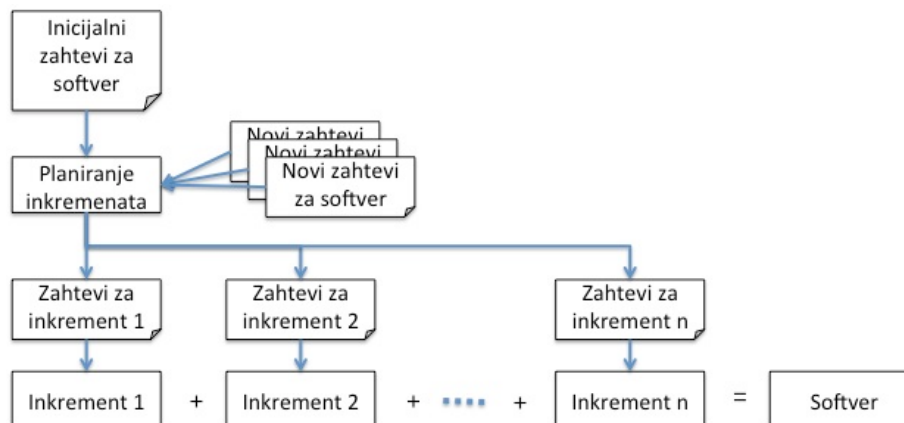 Inicijalni
zahtevi za
softver
Novi zahtevi
Novi zahtevi
Novi zahtevi
za softver
Planiranje
inkremenata
Zahtevi za
inkrement 1
Zahtevi za
inkrement 2
Zahtevi za
inkrement n
Inkrement 1
+
Inkrement 2
+
+
Inkrement n
=
Softver